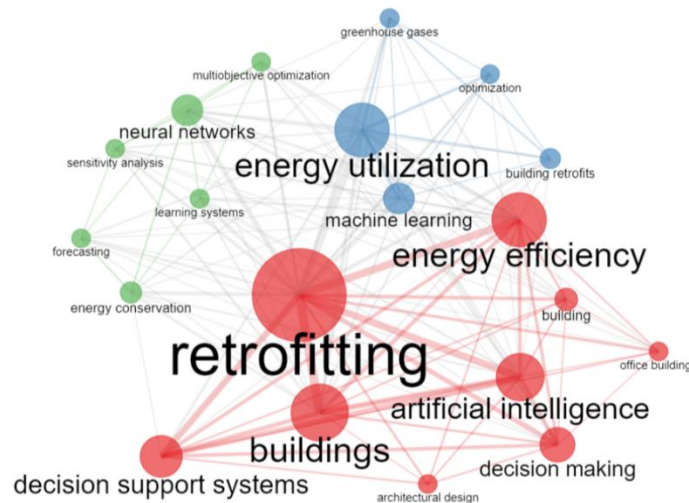 greenhouse gases
multiobjective optimization
optimization
neural networks
sensitivity analysis
energy utilization
building retrofits
learning systems
machine learning
forecasting
energy efficiency
energy conservation
building
retrofitting
office buildings
artificial intelligence
buildings
decision making
decision support systems
architectural design